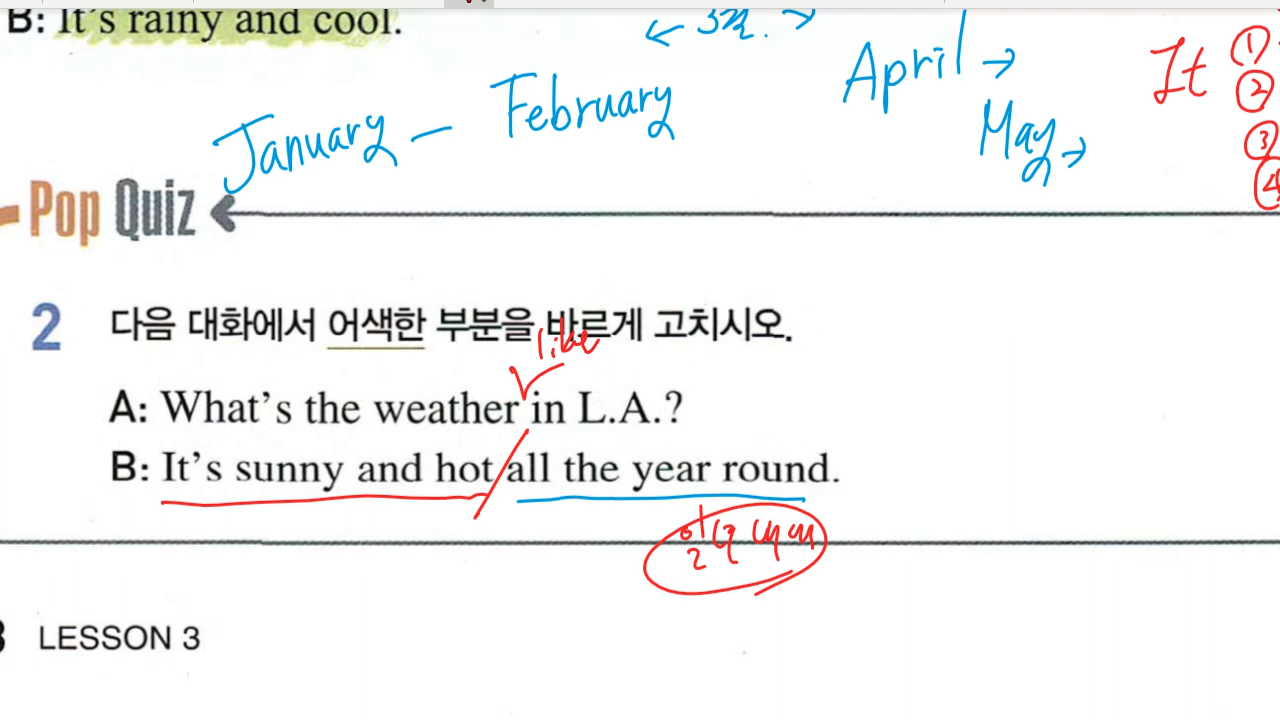 B: It's rainy and cool.
← 3월. →
April →
It ①
②
January – February
May →
③
④
Pop Quiz
2 다음 대화에서 어색한 부분을 바르게 고치시오.
like
A: What's the weather in L.A.?
B: It's sunny and hot / all the year round.
일년 내내
LESSON 3